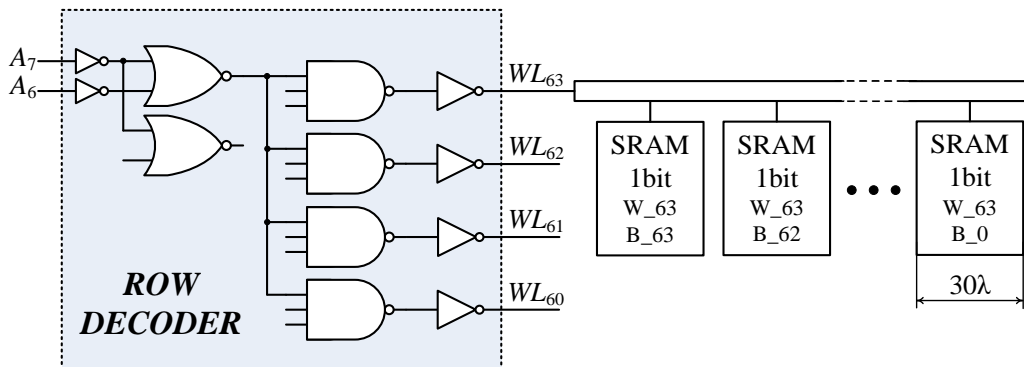 A7
A6
WL63
WL62
WL61
WL60
ROW
DECODER
SRAM
1bit
W_63
B_63
SRAM
1bit
W_63
B_62
SRAM
1bit
W_63
B_0
30λ